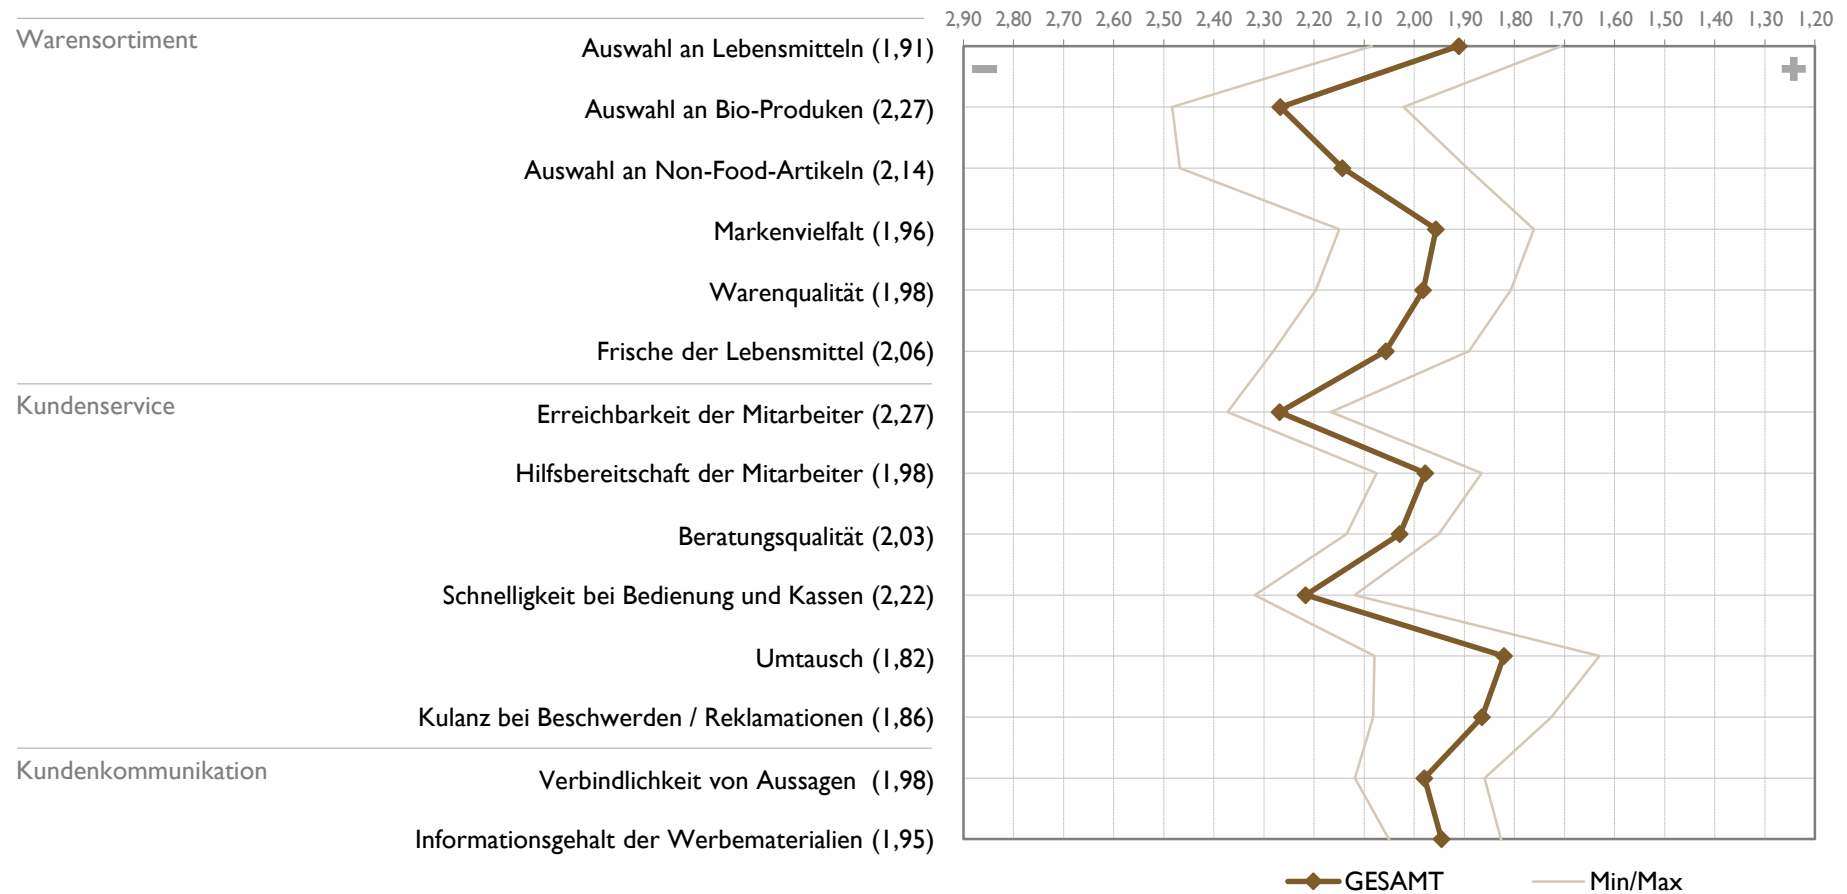 2,90 2,80 2,70 2,60 2,50 2,40 2,30 2,20 2,10 2,00 1,90 1,80 1,70 1,60 1,50 1,40 1,30 1,20
Warensortiment
Auswahl an Lebensmitteln (1,91)
Auswahl an Bio-Produken (2,27)
Auswahl an Non-Food-Artikeln (2,14)
Markenvielfalt (1,96)
Warenqualität (1,98)
Frische der Lebensmittel (2,06)
Kundenservice
Erreichbarkeit der Mitarbeiter (2,27)
Hilfsbereitschaft der Mitarbeiter (1,98)
Beratungsqualität (2,03)
Schnelligkeit bei Bedienung und Kassen (2,22)
Umtausch (1,82)
Kulanz bei Beschwerden / Reklamationen (1,86)
Kundenkommunikation
Verbindlichkeit von Aussagen (1,98)
Informationsgehalt der Werbematerialien (1,95)
GESAMT Min/Max